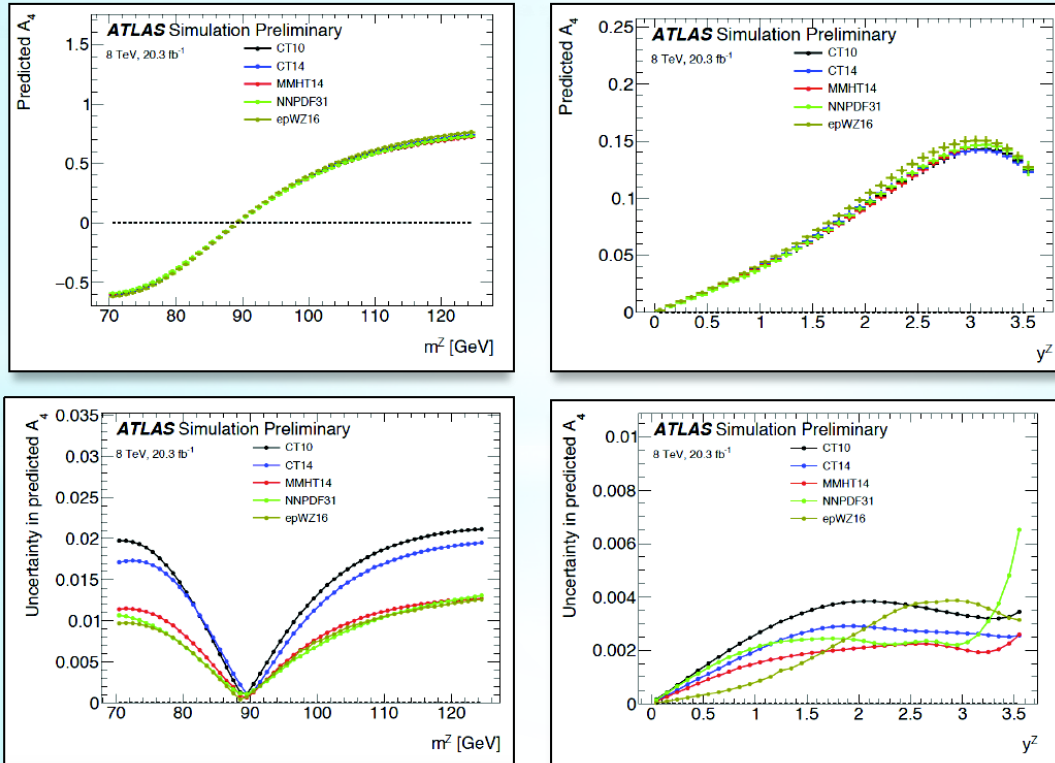 Predicted A₄
ATLAS Simulation Preliminary
8 TeV, 20.3 fb⁻¹
CT10
CT14
MMHT14
NNPDF31
epWZ16
1.5
1
0.5
0
−0.5
70 80 90 100 110 120
mᶻ [GeV]
Predicted A₄
ATLAS Simulation Preliminary
8 TeV, 20.3 fb⁻¹
CT10
CT14
MMHT14
NNPDF31
epWZ16
0.25
0.2
0.15
0.1
0.05
0
0 0.5 1 1.5 2 2.5 3 3.5
yᶻ
Uncertainty in predicted A₄
ATLAS Simulation Preliminary
8 TeV, 20.3 fb⁻¹
CT10
CT14
MMHT14
NNPDF31
epWZ16
0.035
0.03
0.025
0.02
0.015
0.01
0.005
0
70 80 90 100 110 120
mᶻ [GeV]
Uncertainty in predicted A₄
ATLAS Simulation Preliminary
8 TeV, 20.3 fb⁻¹
CT10
CT14
MMHT14
NNPDF31
epWZ16
0.01
0.008
0.006
0.004
0.002
0
0 0.5 1 1.5 2 2.5 3 3.5
yᶻ